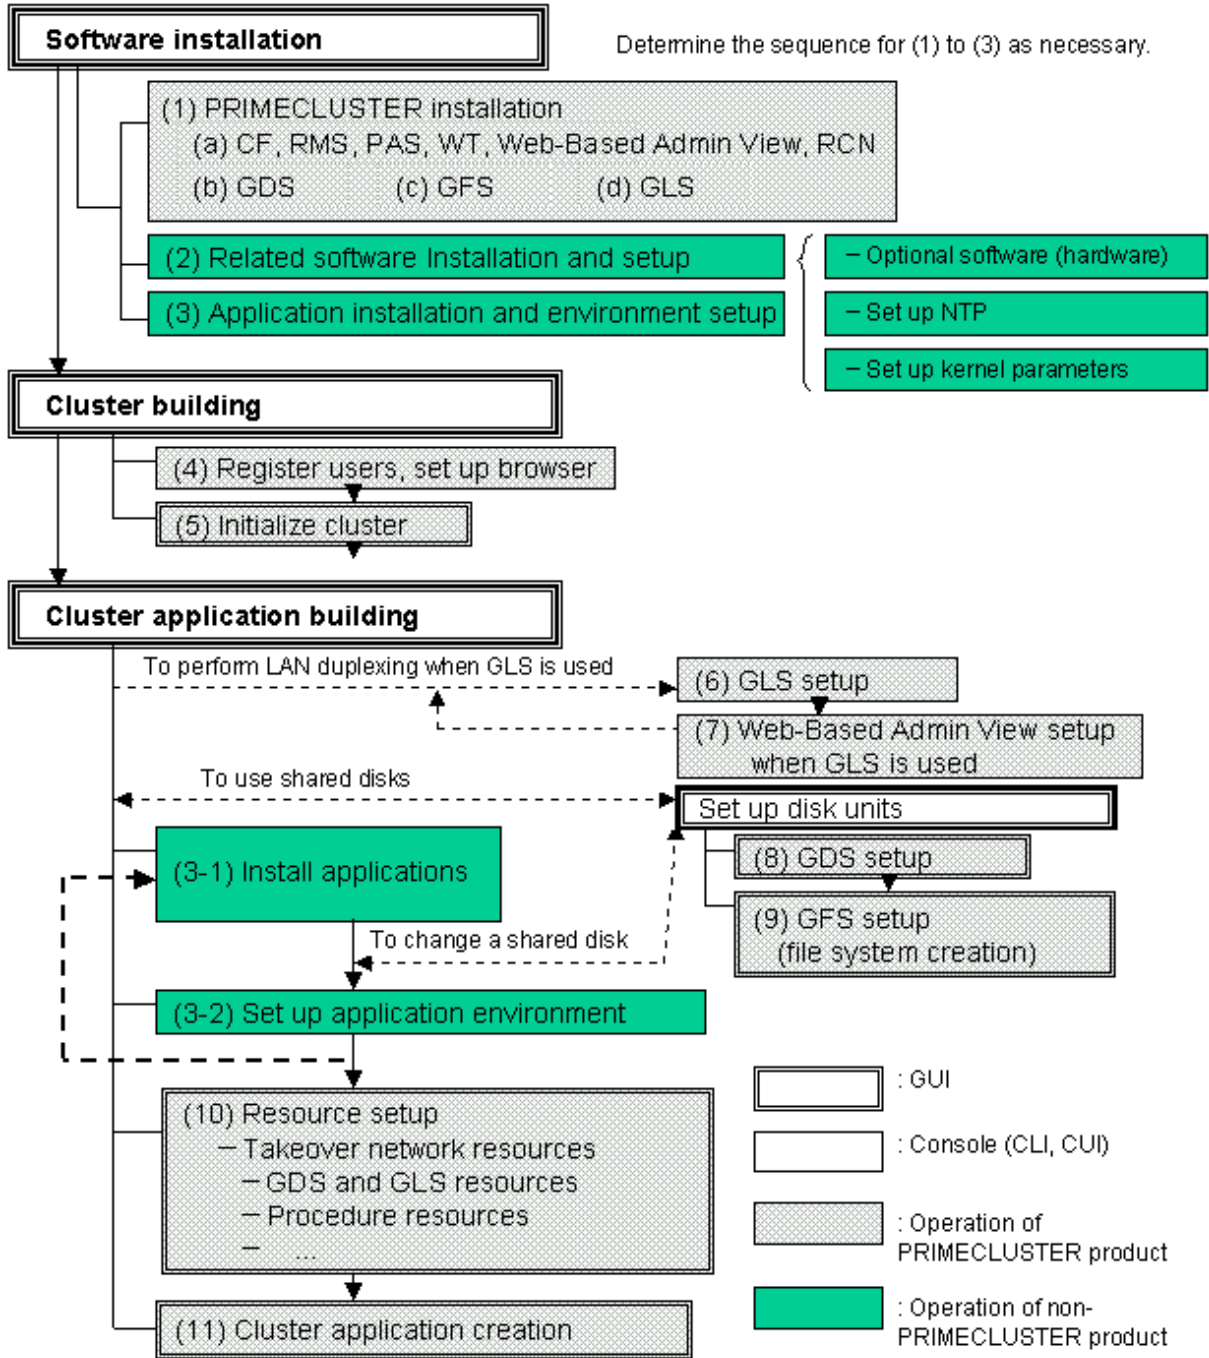 Software installation
Determine the sequence for (1) to (3) as necessary.
(1) PRIMECLUSTER installation
(a) CF, RMS, PAS, WT, Web-Based Admin View, RCN
(b) GDS (c) GFS (d) GLS
(2) Related software Installation and setup
(3) Application installation and environment setup
– Optional software (hardware)
– Set up NTP
– Set up kernel parameters
Cluster building
(4) Register users, set up browser
(5) Initialize cluster
Cluster application building
To perform LAN duplexing when GLS is used
(6) GLS setup
(7) Web-Based Admin View setup
when GLS is used
To use shared disks
Set up disk units
(8) GDS setup
(9) GFS setup
(file system creation)
(3-1) Install applications
To change a shared disk
(3-2) Set up application environment
(10) Resource setup
– Takeover network resources
– GDS and GLS resources
– Procedure resources
– ...
(11) Cluster application creation
: GUI
: Console (CLI, CUI)
: Operation of
PRIMECLUSTER product
: Operation of non-
PRIMECLUSTER product